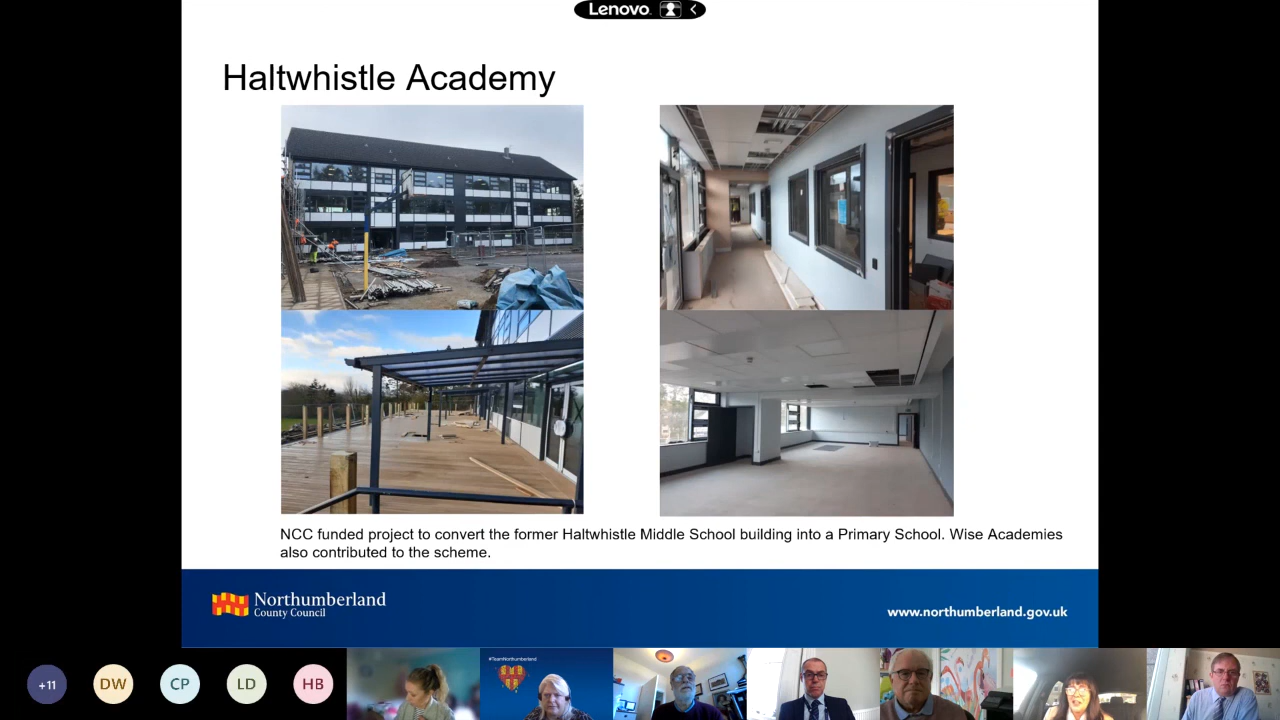 Lenovo
Haltwhistle Academy
NCC funded project to convert the former Haltwhistle Middle School building into a Primary School. Wise Academies
also contributed to the scheme.
Northumberland
County Council
www.northumberland.gov.uk
#TeamNorthumberland
+11
DW
CP
LD
HB